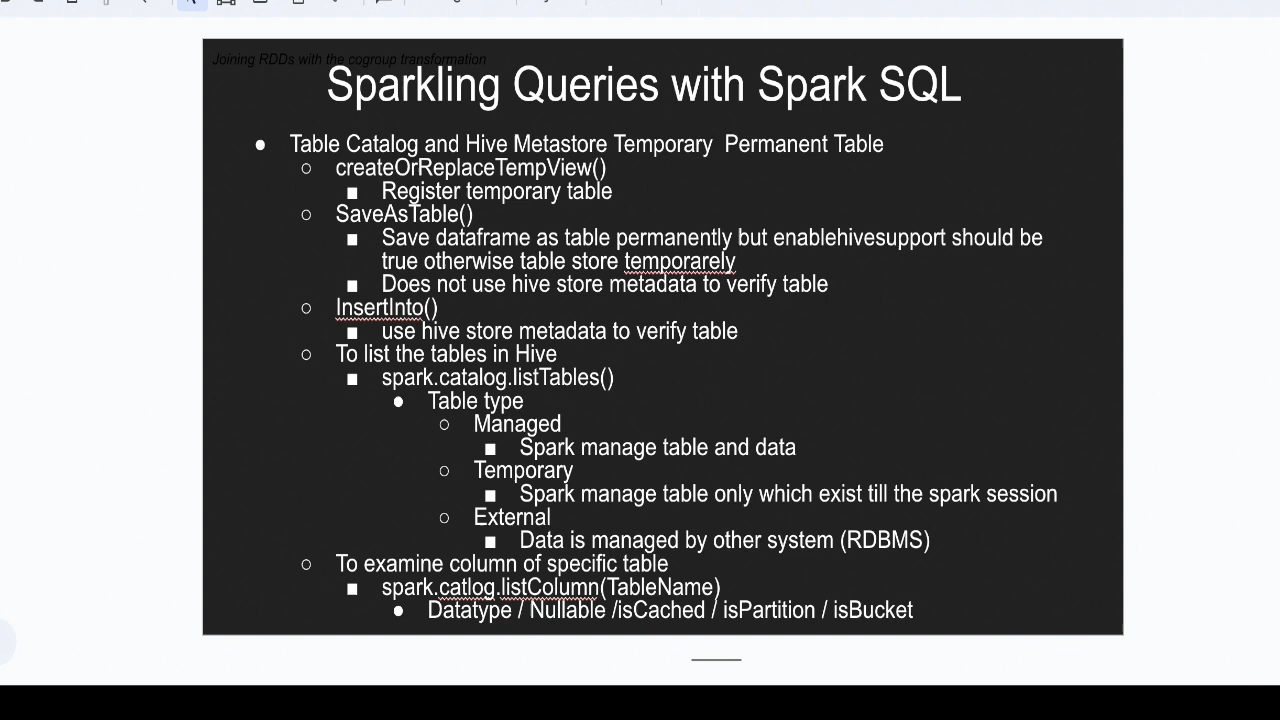 Joining RDDs with the cogroup transformation
Sparkling Queries with Spark SQL
● Table Catalog and Hive Metastore Temporary  Permanent Table
○ createOrReplaceTempView()
■ Register temporary table
○ SaveAsTable()
■ Save dataframe as table permanently but enablehivesupport should be
true otherwise table store temporarely
■ Does not use hive store metadata to verify table
○ InsertInto()
■ use hive store metadata to verify table
○ To list the tables in Hive
■ spark.catalog.listTables()
● Table type
○ Managed
■ Spark manage table and data
○ Temporary
■ Spark manage table only which exist till the spark session
○ External
■ Data is managed by other system (RDBMS)
○ To examine column of specific table
■ spark.catlog.listColumn(TableName)
● Datatype / Nullable /isCached / isPartition / isBucket